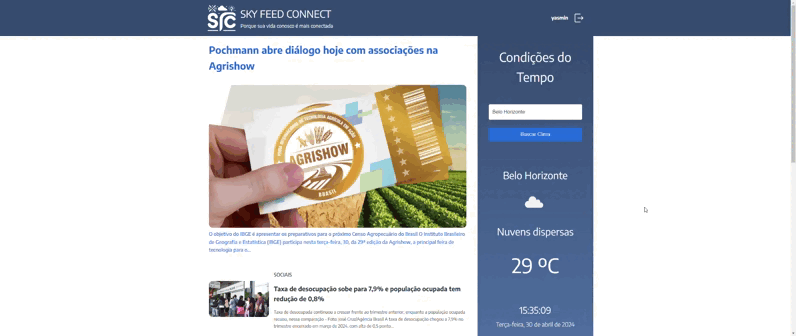 SFC
SKY FEED CONNECT
Porque sua vida conosco é mais conectada
yasmin
Pochmann abre diálogo hoje com associações na
Agrishow
AGRISHOW
BRASIL
O objetivo do IBGE é apresentar os preparativos para o próximo Censo Agropecuário do Brasil O Instituto Brasileiro
de Geografia e Estatística (IBGE) participa nesta terça-feira, 30, da 29ª edição da Agrishow, a principal feira de
tecnologia para o...
SOCIAIS
Taxa de desocupação sobe para 7,9% e população ocupada tem
redução de 0,8%
Taxa de desocupação continuou a crescer frente ao trimestre anterior, enquanto a população ocupada
recuou, nessa comparação - Foto: José Cruz/Agência Brasil A taxa de desocupação chegou a 7,9% no
trimestre encerrado em março de 2024, com alta de 0,5 ponto...
Condições do
Tempo
Belo Horizonte
Buscar Clima
Belo Horizonte
Nuvens dispersas
29 ºC
15:35:09
Terça-feira, 30 de abril de 2024